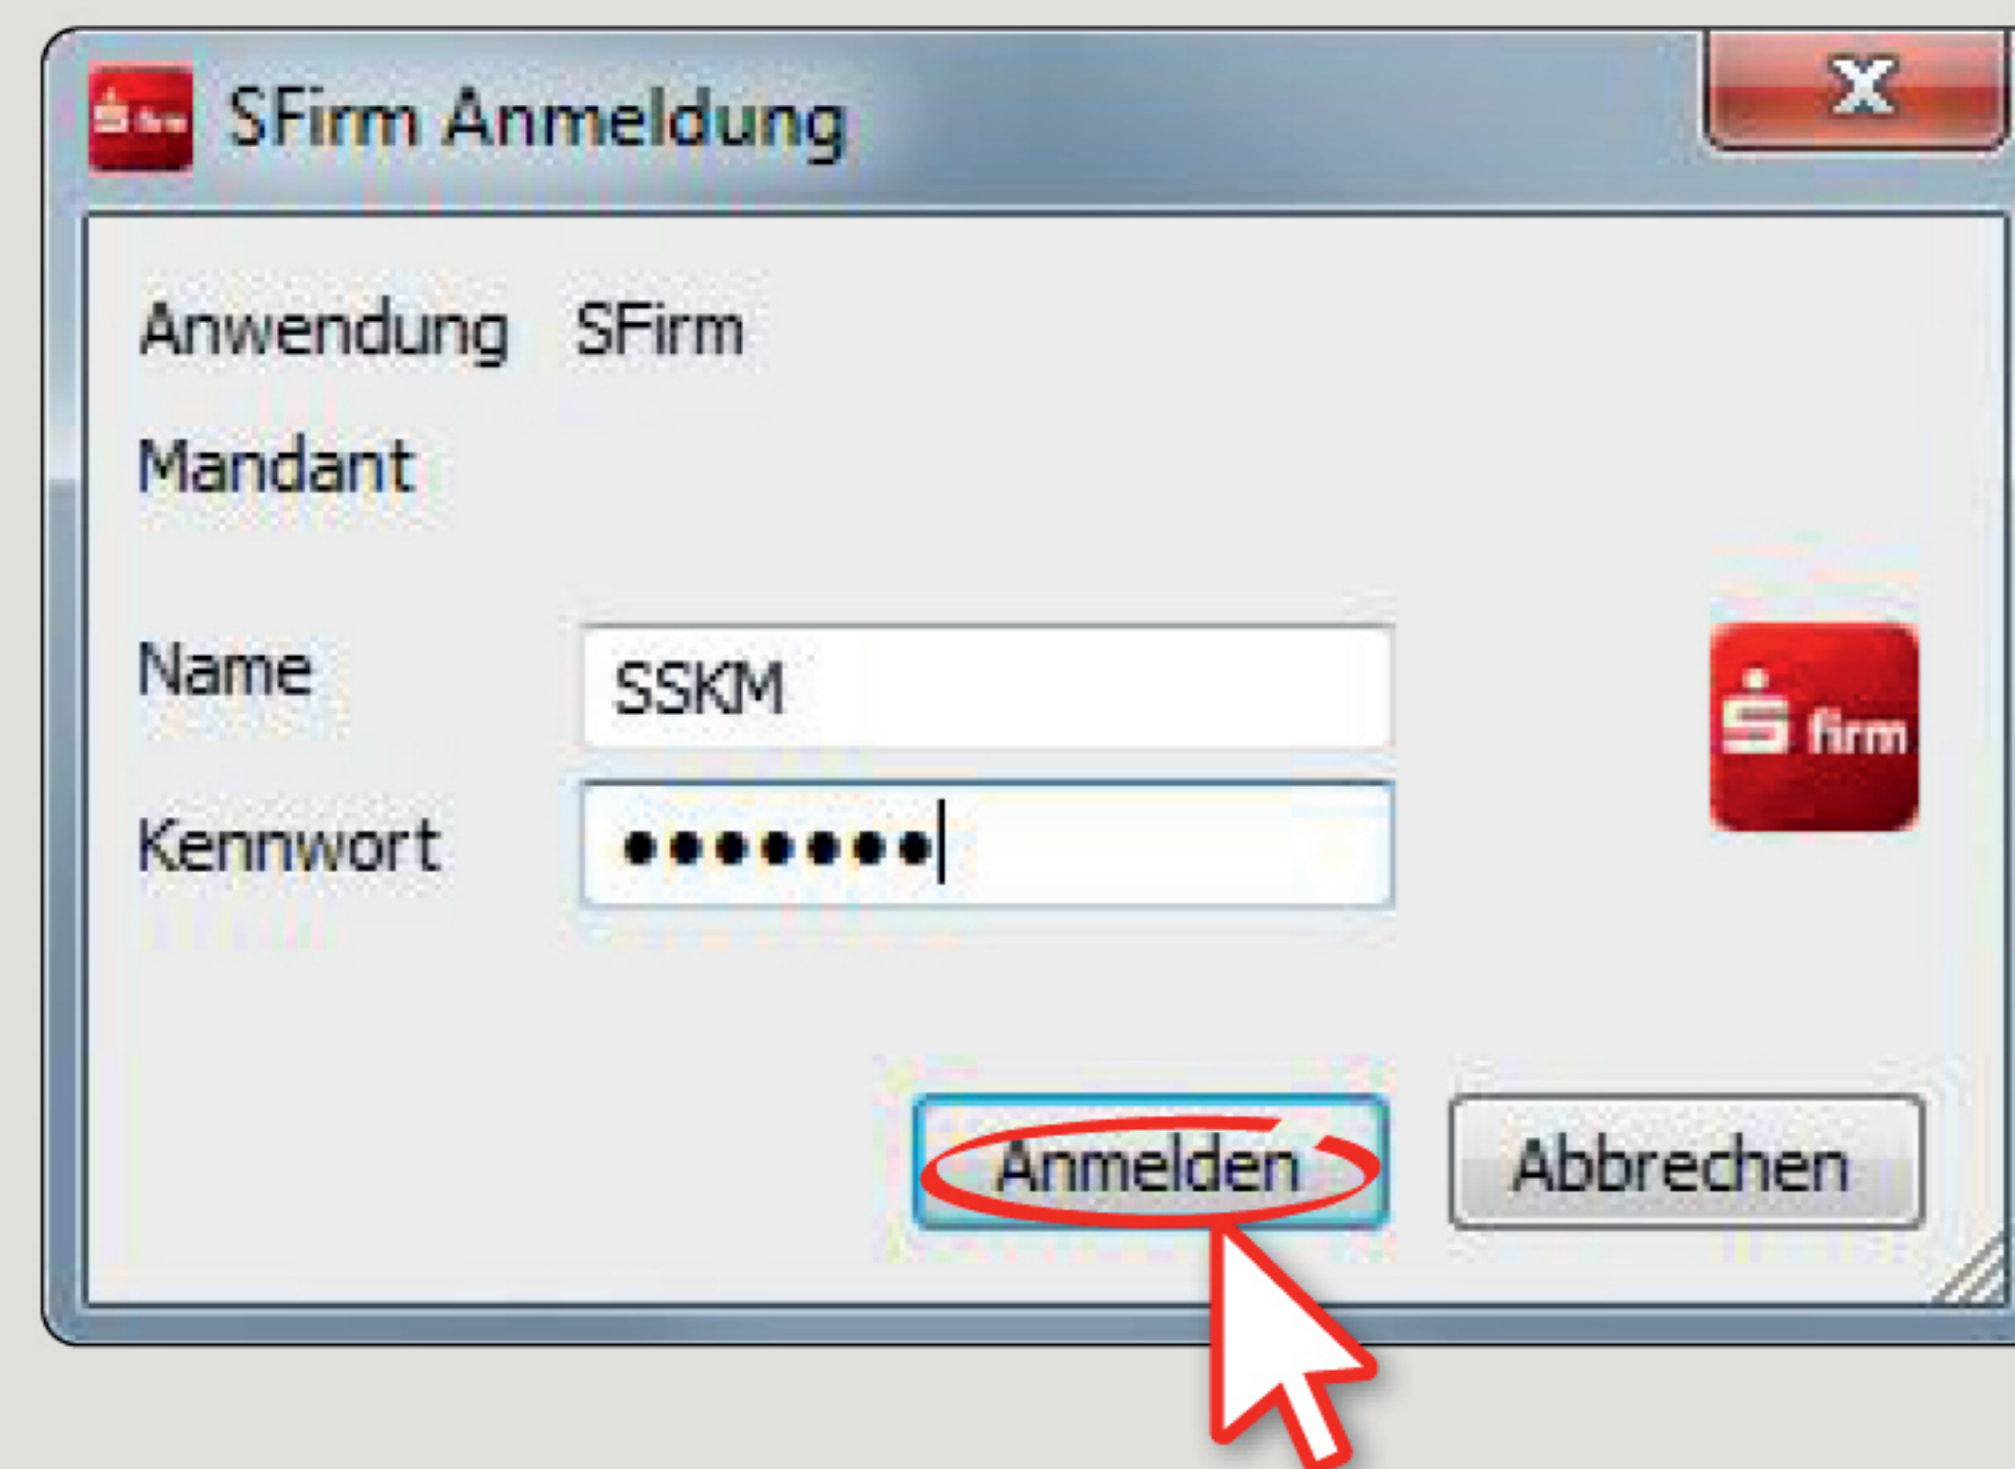 SFirm Anmeldung
Anwendung SFirm
Mandant
Name SSKM
Kennwort •••••••
S firm
Anmelden Abbrechen